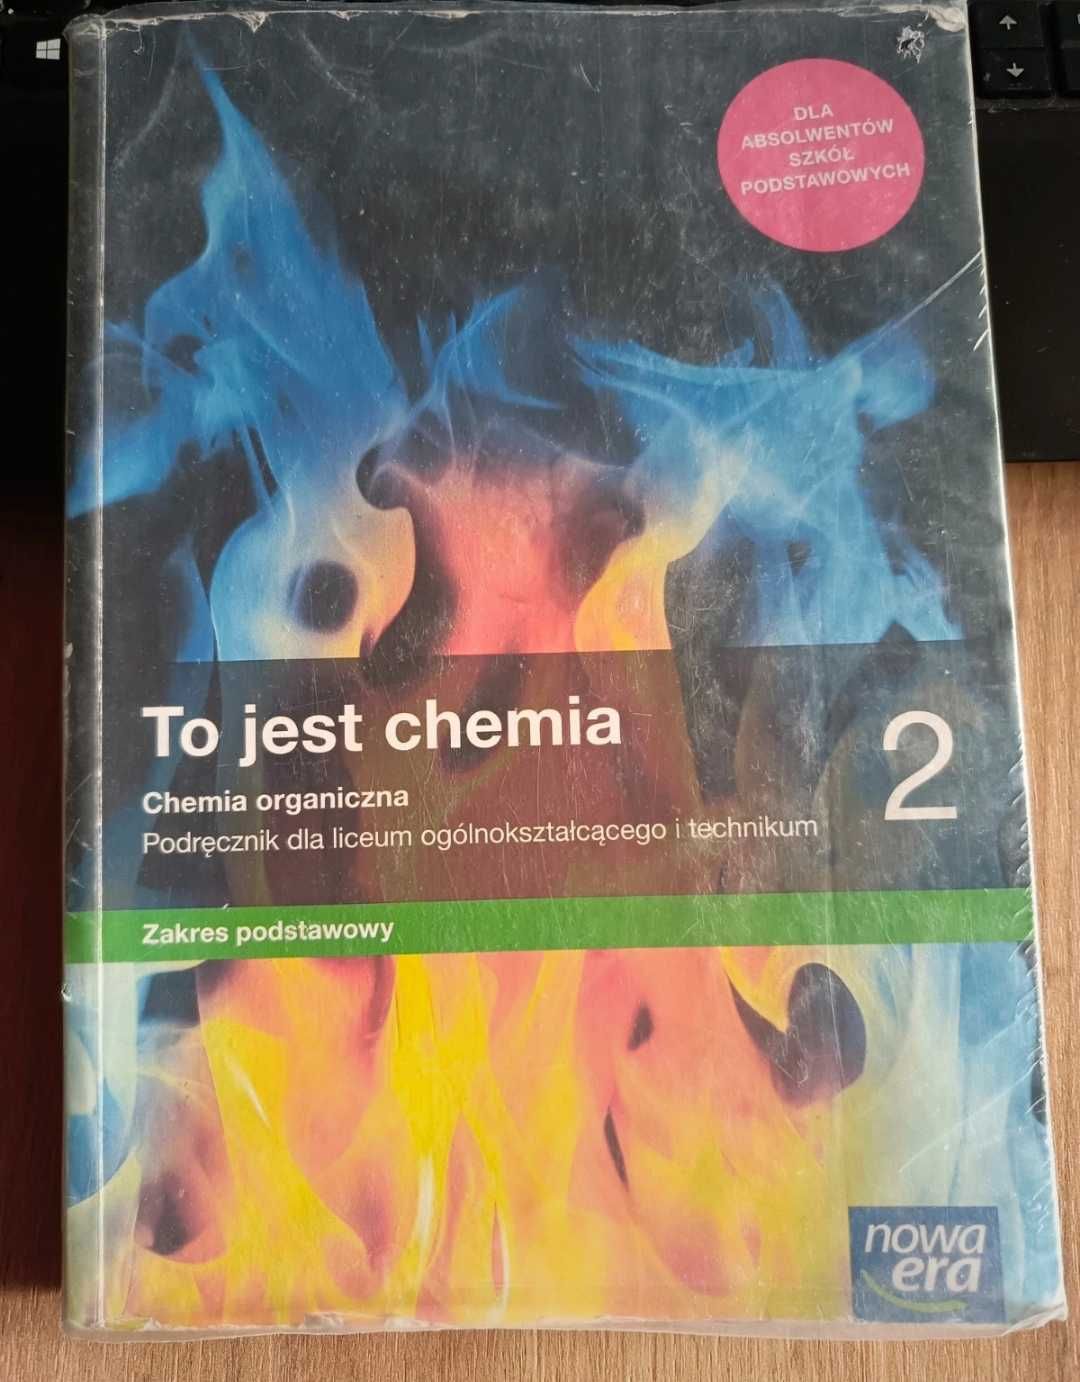 DLA
ABSOLWENTÓW
SZKÓŁ
PODSTAWOWYCH
To jest chemia
2
Chemia organiczna
Podręcznik dla liceum ogólnokształcącego i technikum
Zakres podstawowy
nowa
era